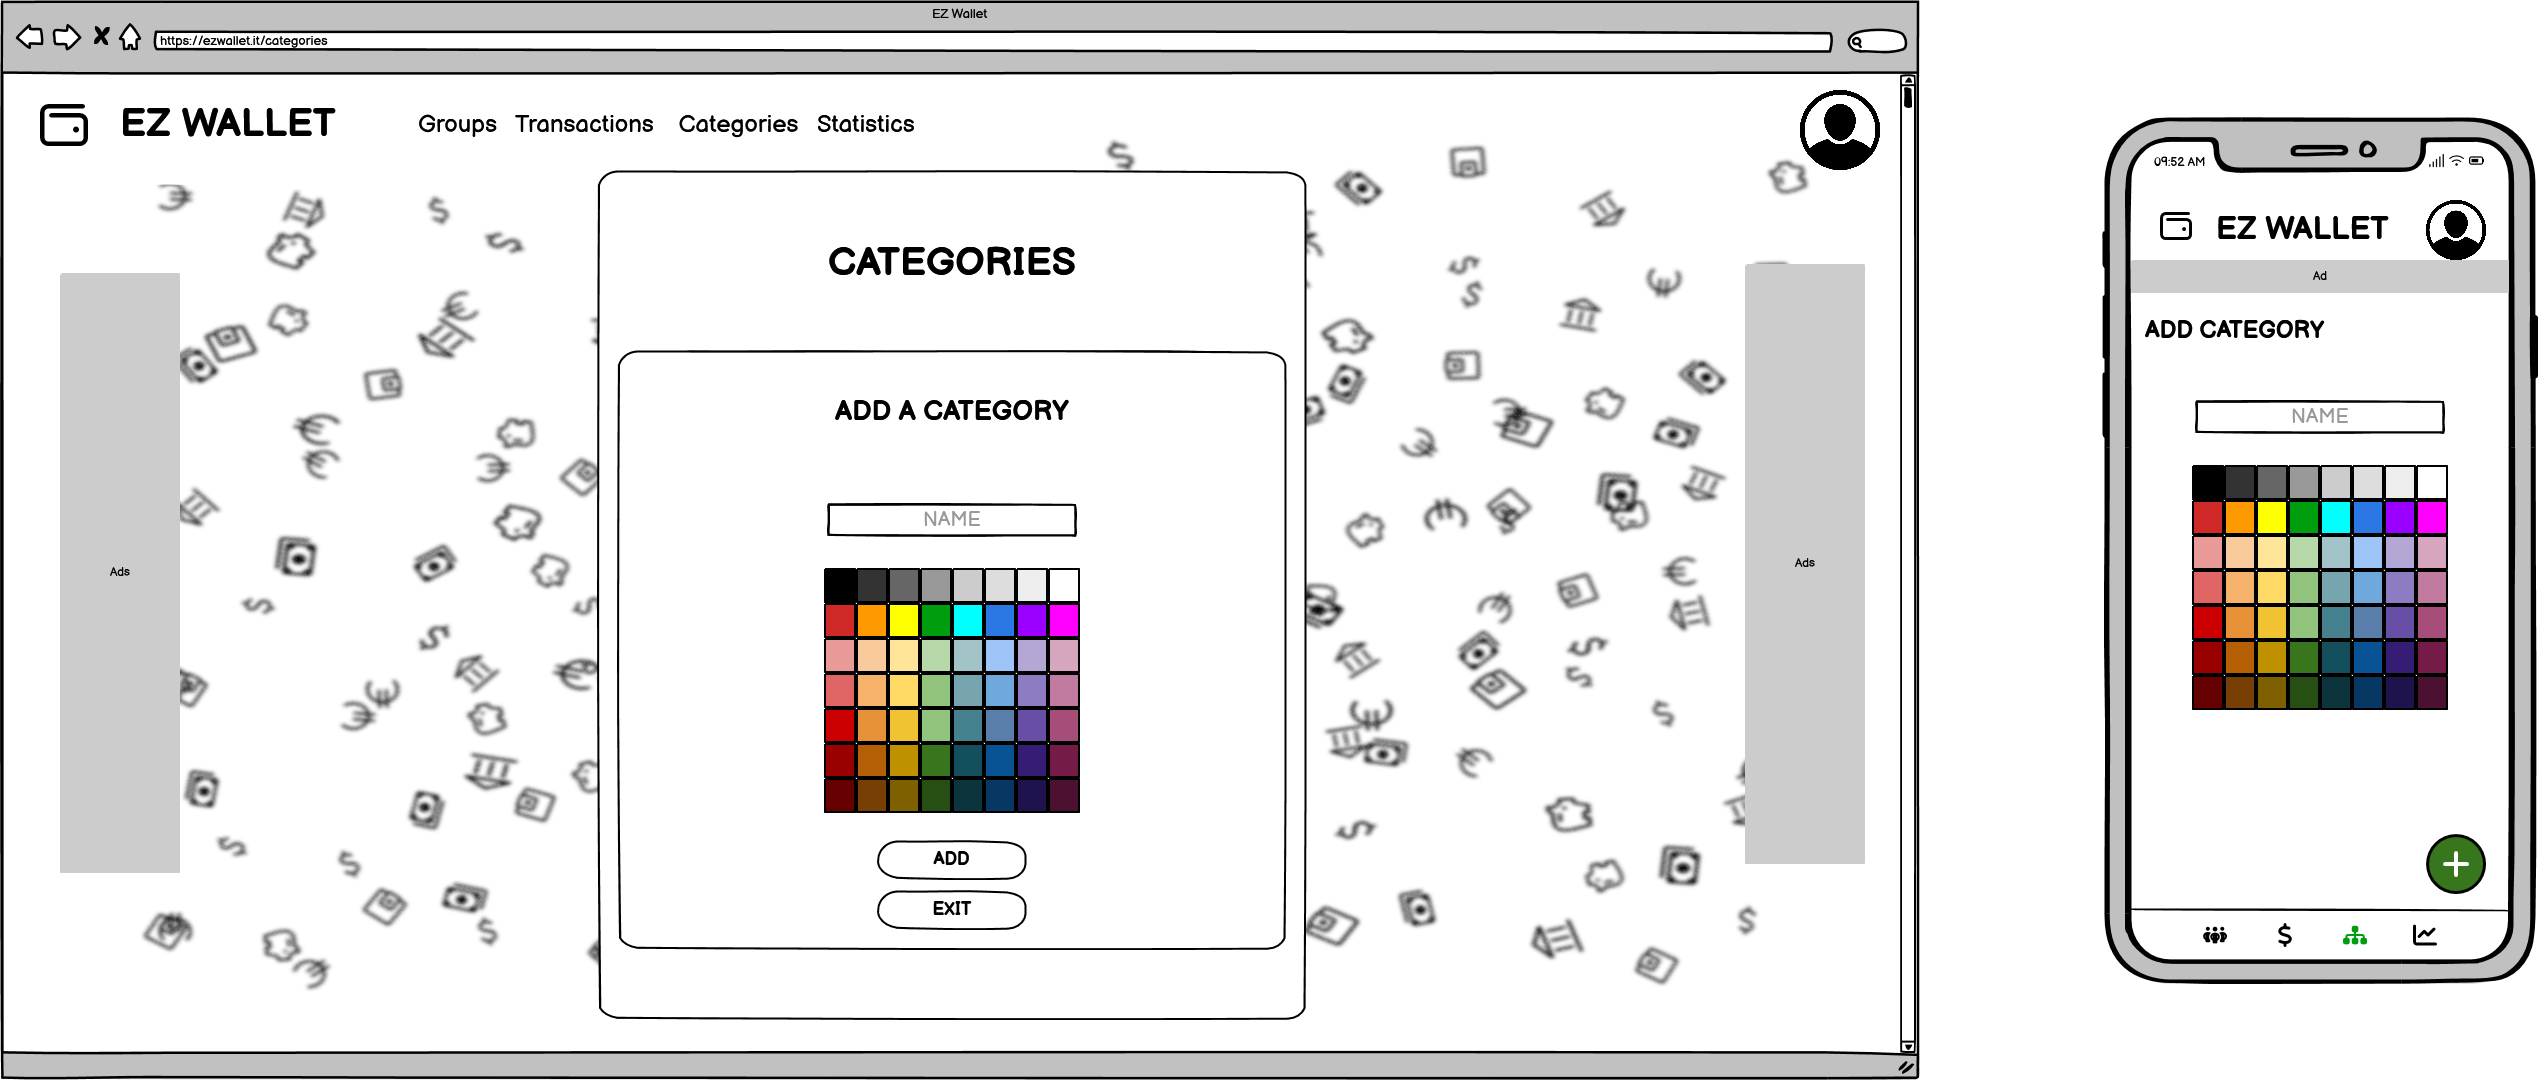 EZ Wallet
https://ezwallet.it/categories
EZ WALLET
Groups Transactions Categories Statistics
CATEGORIES
ADD A CATEGORY
NAME
ADD
EXIT
Ads
Ads
09:52 AM
EZ WALLET
Ad
ADD CATEGORY
NAME